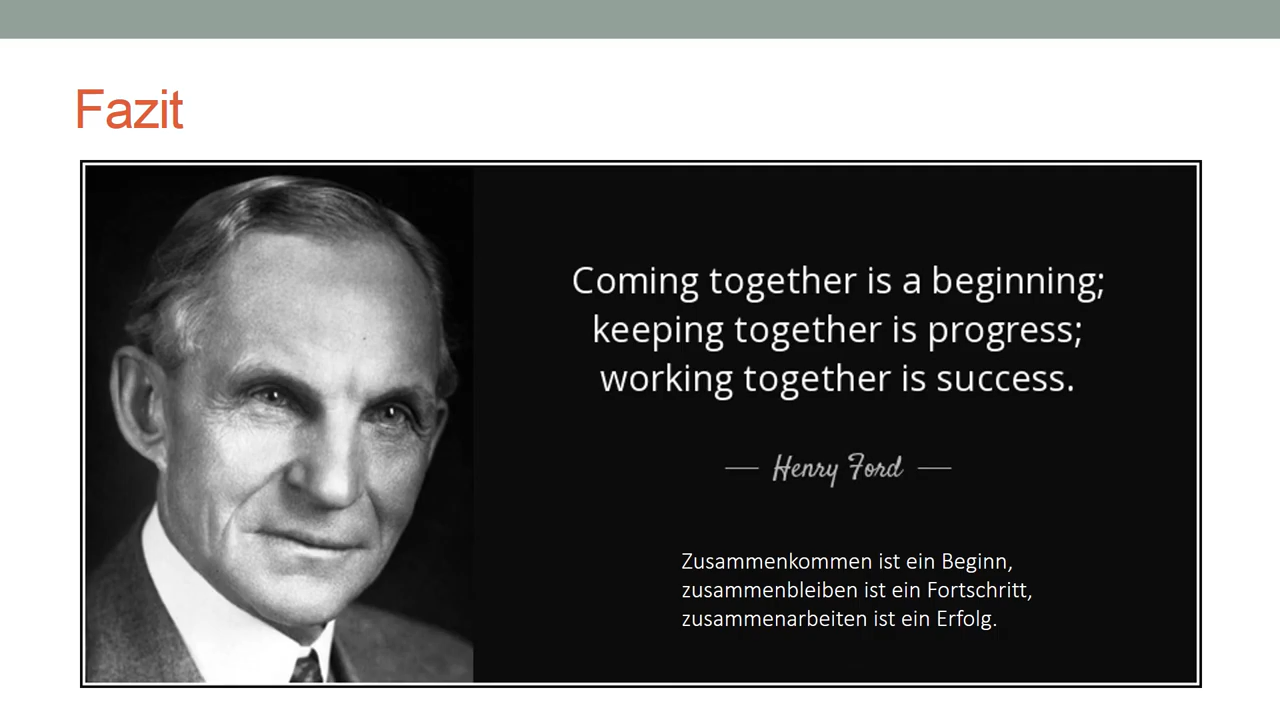 Fazit
Coming together is a beginning;
keeping together is progress;
working together is success.
Henry Ford
Zusammenkommen ist ein Beginn,
zusammenbleiben ist ein Fortschritt,
zusammenarbeiten ist ein Erfolg.